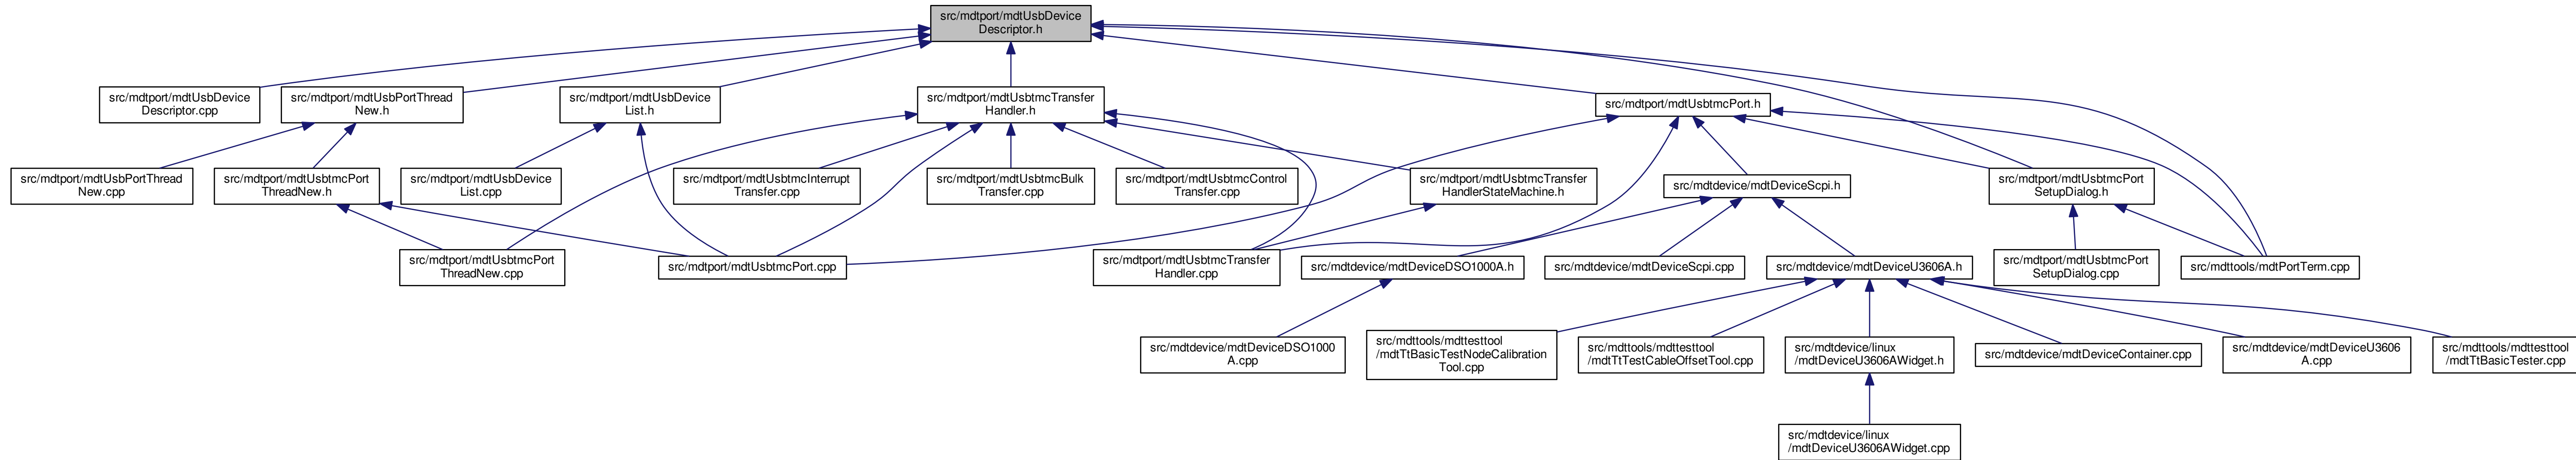 src/mdtport/mdtUsbDevice
Descriptor.h
src/mdtport/mdtUsbDevice
Descriptor.cpp
src/mdtport/mdtUsbPortThread
New.h
src/mdtport/mdtUsbDevice
List.h
src/mdtport/mdtUsbtmcTransfer
Handler.h
src/mdtport/mdtUsbtmcPort.h
src/mdtport/mdtUsbPortThread
New.cpp
src/mdtport/mdtUsbtmcPort
ThreadNew.h
src/mdtport/mdtUsbDevice
List.cpp
src/mdtport/mdtUsbtmcInterrupt
Transfer.cpp
src/mdtport/mdtUsbtmcBulk
Transfer.cpp
src/mdtport/mdtUsbtmcControl
Transfer.cpp
src/mdtport/mdtUsbtmcTransfer
HandlerStateMachine.h
src/mdtdevice/mdtDeviceScpi.h
src/mdtport/mdtUsbtmcPort
SetupDialog.h
src/mdtport/mdtUsbtmcPort
ThreadNew.cpp
src/mdtport/mdtUsbtmcPort.cpp
src/mdtport/mdtUsbtmcTransfer
Handler.cpp
src/mdtdevice/mdtDeviceDSO1000A.h
src/mdtdevice/mdtDeviceScpi.cpp
src/mdtdevice/mdtDeviceU3606A.h
src/mdtport/mdtUsbtmcPort
SetupDialog.cpp
src/mdttools/mdtPortTerm.cpp
src/mdtdevice/mdtDeviceDSO1000
A.cpp
src/mdttools/mdttesttool
/mdtTtBasicTestNodeCalibration
Tool.cpp
src/mdttools/mdttesttool
/mdtTtTestCableOffsetTool.cpp
src/mdtdevice/linux
/mdtDeviceU3606AWidget.h
src/mdtdevice/mdtDeviceContainer.cpp
src/mdtdevice/mdtDeviceU3606
A.cpp
src/mdttools/mdttesttool
/mdtTtBasicTester.cpp
src/mdtdevice/linux
/mdtDeviceU3606AWidget.cpp